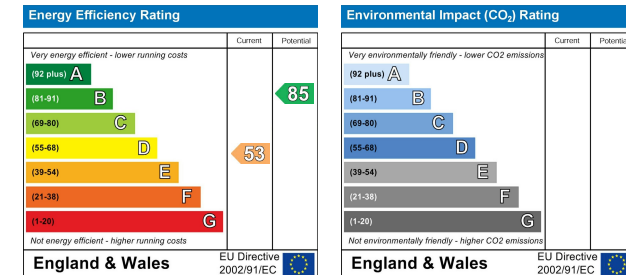 Energy Efficiency Rating
Current Potential
Very energy efficient - lower running costs
(92 plus) A
(81-91) B
(69-80) C
(55-68) D
(39-54) E
(21-38) F
(1-20) G
85
53
Not energy efficient - higher running costs
England & Wales
EU Directive
2002/91/EC
Environmental Impact (CO2) Rating
Current Potential
Very environmentally friendly - lower CO2 emissions
(92 plus) A
(81-91) B
(69-80) C
(55-68) D
(39-54) E
(21-38) F
(1-20) G
Not environmentally friendly - higher CO2 emissions
England & Wales
EU Directive
2002/91/EC